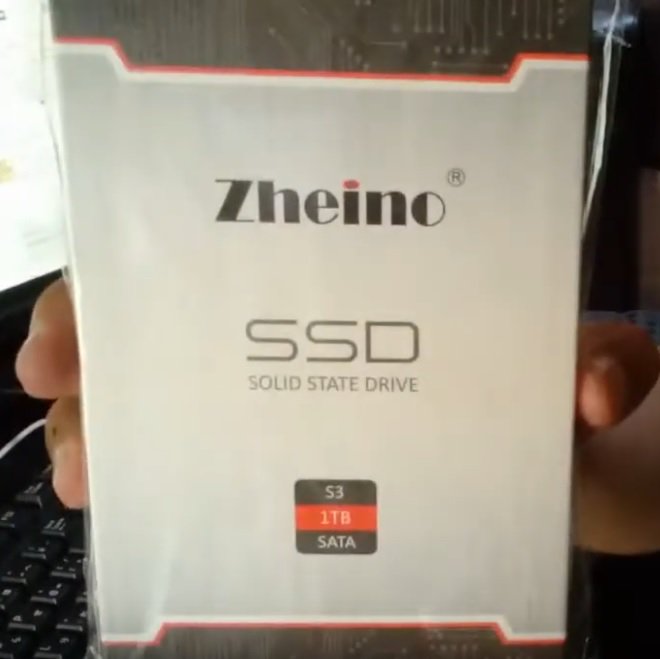 Zheino®
SSD
SOLID STATE DRIVE
S3
1TB
SATA